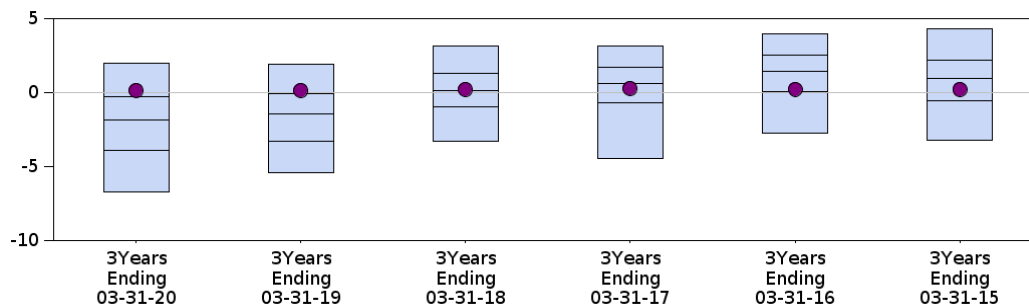 5
0
-5
-10
3Years
Ending
03-31-20
3Years
Ending
03-31-19
3Years
Ending
03-31-18
3Years
Ending
03-31-17
3Years
Ending
03-31-16
3Years
Ending
03-31-15